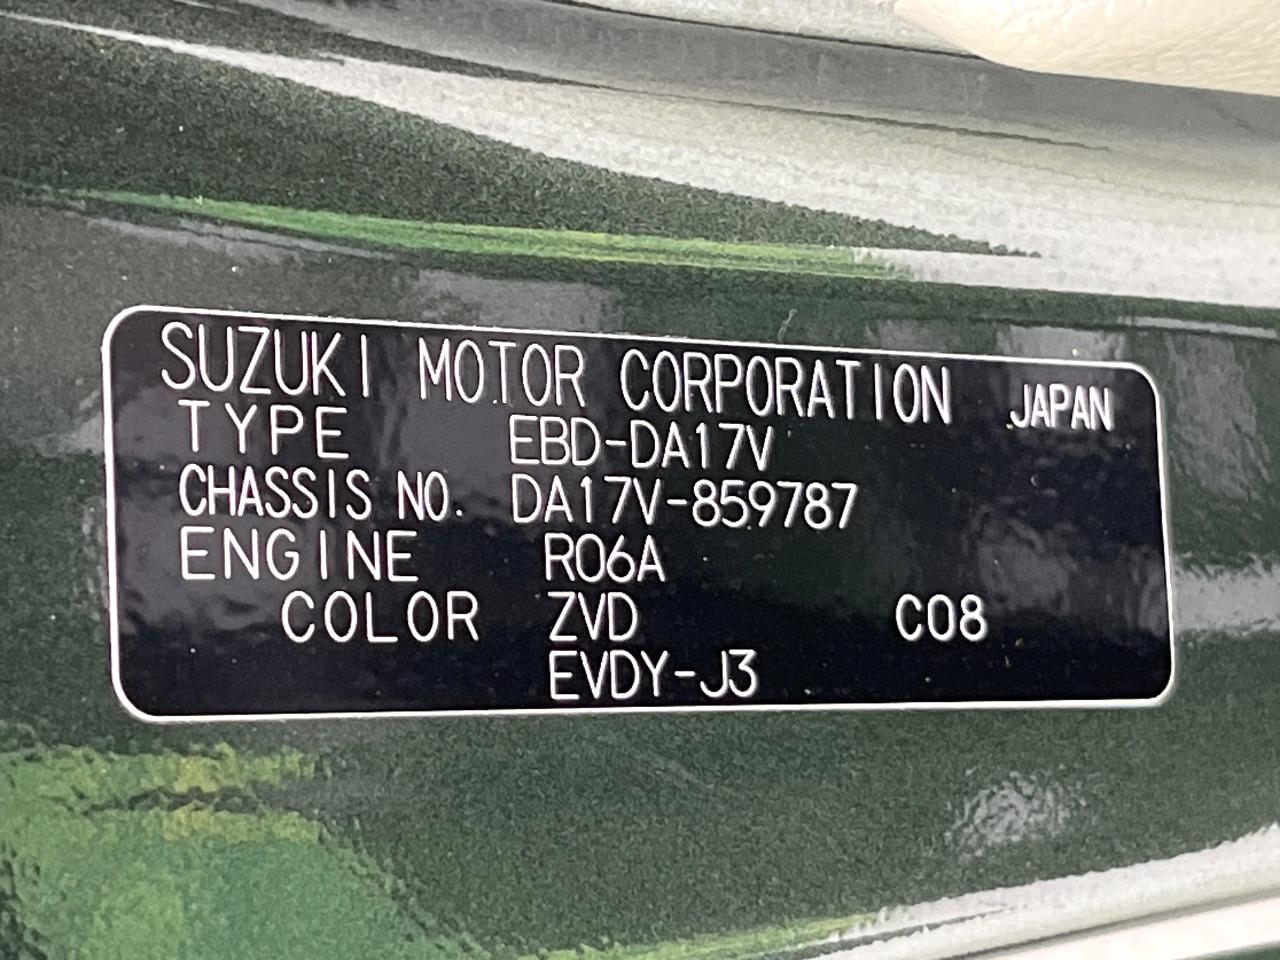 SUZUKI MOTOR CORPORATION JAPAN
TYPE EBD-DA17V
CHASSIS NO. DA17V-859787
ENGINE R06A
COLOR ZVD C08
EVDY-J3